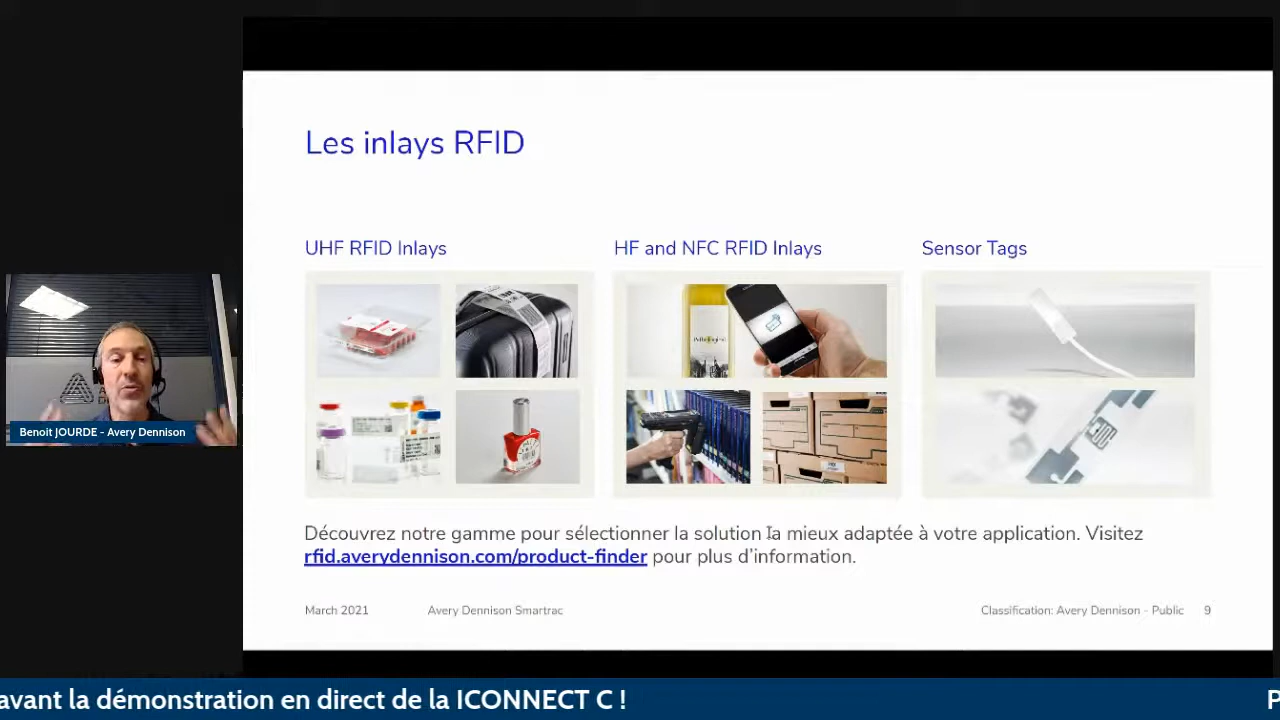 Les inlays RFID
UHF RFID Inlays
HF and NFC RFID Inlays
Sensor Tags
Benoit JOURDE - Avery Dennison
Découvrez notre gamme pour sélectionner la solution la mieux adaptée à votre application. Visitez
rfid.averydennison.com/product-finder pour plus d'information.
March 2021
Avery Dennison Smartrac
Classification: Avery Dennison - Public
9
avant la démonstration en direct de la ICONNECT C !
P